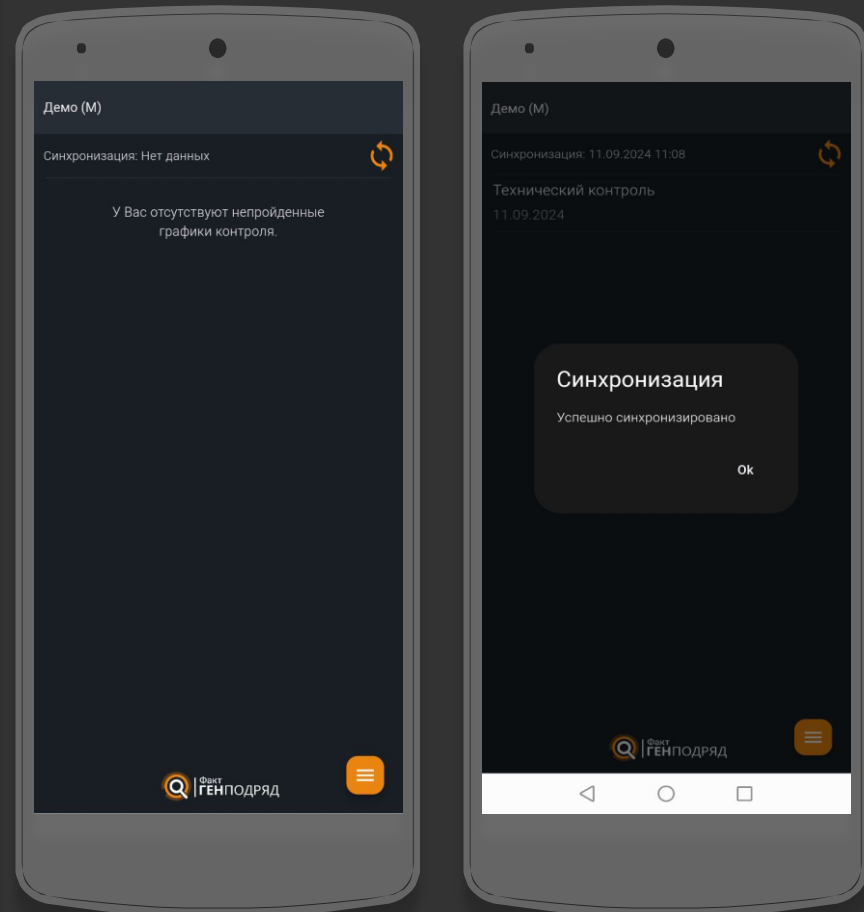 Демо (М)
Синхронизация: Нет данных
У Вас отсутствуют непройденные
графики контроля.
Факт
ГЕНПОДРЯД
Демо (М)
Синхронизация: 11.09.2024 11:08
Технический контроль
11.09.2024
Синхронизация
Успешно синхронизировано
Ok
Факт
ГЕНПОДРЯД